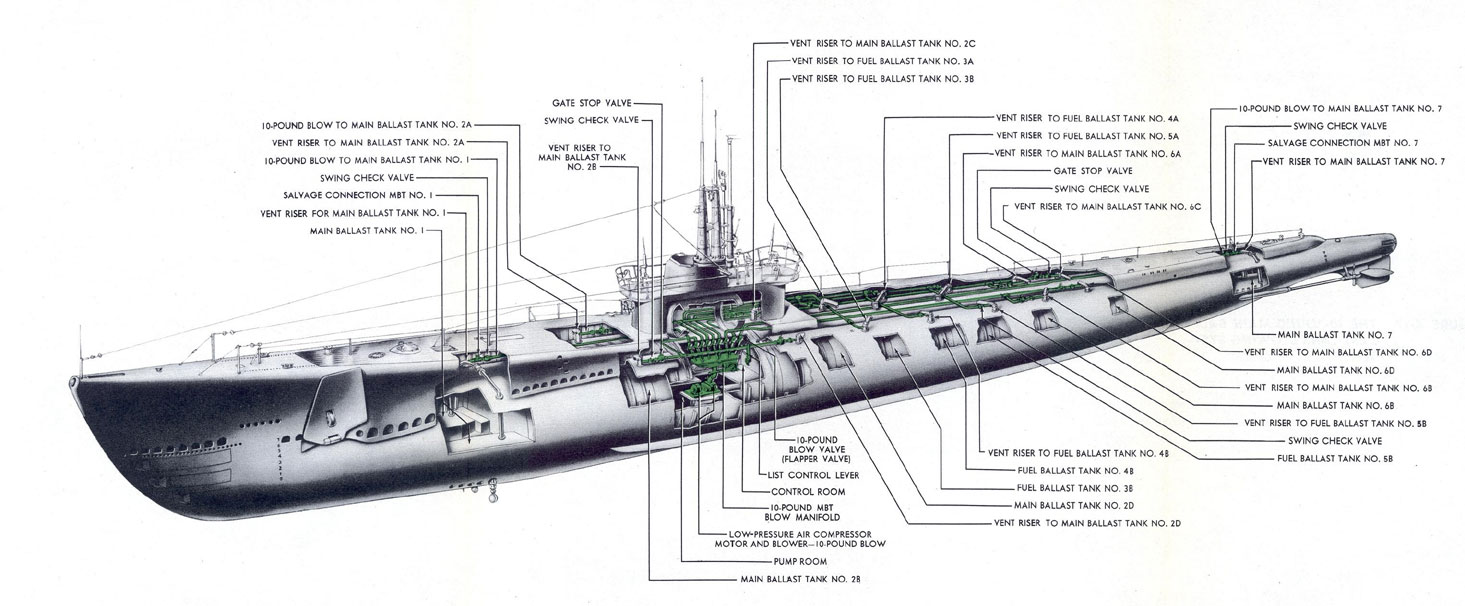 VENT RISER TO MAIN BALLAST TANK NO. 2C
VENT RISER TO FUEL BALLAST TANK NO. 3A
VENT RISER TO FUEL BALLAST TANK NO. 3B
GATE STOP VALVE
SWING CHECK VALVE
VENT RISER TO
MAIN BALLAST TANK
NO. 2B
10-POUND BLOW TO MAIN BALLAST TANK NO. 2A
VENT RISER TO MAIN BALLAST TANK NO. 2A
10-POUND BLOW TO MAIN BALLAST TANK NO. 1
SWING CHECK VALVE
SALVAGE CONNECTION MBT NO. 1
VENT RISER FOR MAIN BALLAST TANK NO. 1
MAIN BALLAST TANK NO. 1
VENT RISER TO FUEL BALLAST TANK NO. 4A
VENT RISER TO FUEL BALLAST TANK NO. 5A
VENT RISER TO MAIN BALLAST TANK NO. 6A
GATE STOP VALVE
SWING CHECK VALVE
VENT RISER TO MAIN BALLAST TANK NO. 6C
10-POUND BLOW TO MAIN BALLAST TANK NO. 7
SWING CHECK VALVE
SALVAGE CONNECTION MBT NO. 7
VENT RISER TO MAIN BALLAST TANK NO. 7
MAIN BALLAST TANK NO. 7
VENT RISER TO MAIN BALLAST TANK NO. 6D
MAIN BALLAST TANK NO. 6D
VENT RISER TO MAIN BALLAST TANK NO. 6B
MAIN BALLAST TANK NO. 6B
VENT RISER TO FUEL BALLAST TANK NO. 5B
SWING CHECK VALVE
FUEL BALLAST TANK NO. 5B
VENT RISER TO FUEL BALLAST TANK NO. 4B
FUEL BALLAST TANK NO. 4B
FUEL BALLAST TANK NO. 3B
MAIN BALLAST TANK NO. 2D
VENT RISER TO MAIN BALLAST TANK NO. 2D
10-POUND
BLOW VALVE
(FLAPPER VALVE)
LIST CONTROL LEVER
CONTROL ROOM
10-POUND MBT
BLOW MANIFOLD
LOW-PRESSURE AIR COMPRESSOR
MOTOR AND BLOWER—10-POUND BLOW
PUMP ROOM
MAIN BALLAST TANK NO. 2B